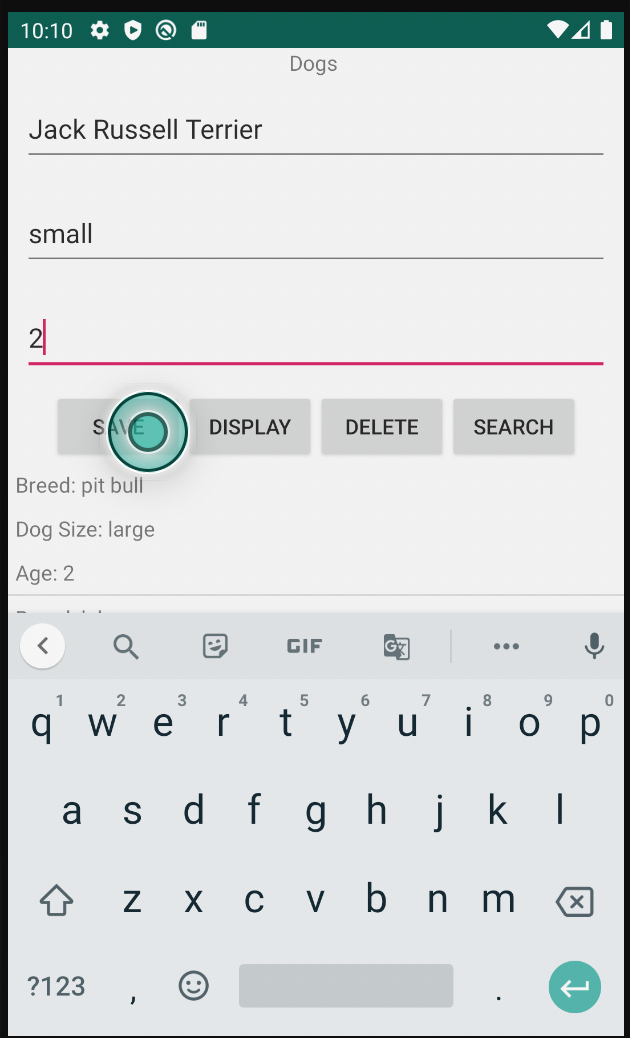 10:10
Dogs
Jack Russell Terrier
small
2
SAVE DISPLAY DELETE SEARCH
Breed: pit bull
Dog Size: large
Age: 2
GIF
1 2 3 4 5 6 7 8 9 0
q w e r t y u i o p
a s d f g h j k l
z x c v b n m
?123 , .